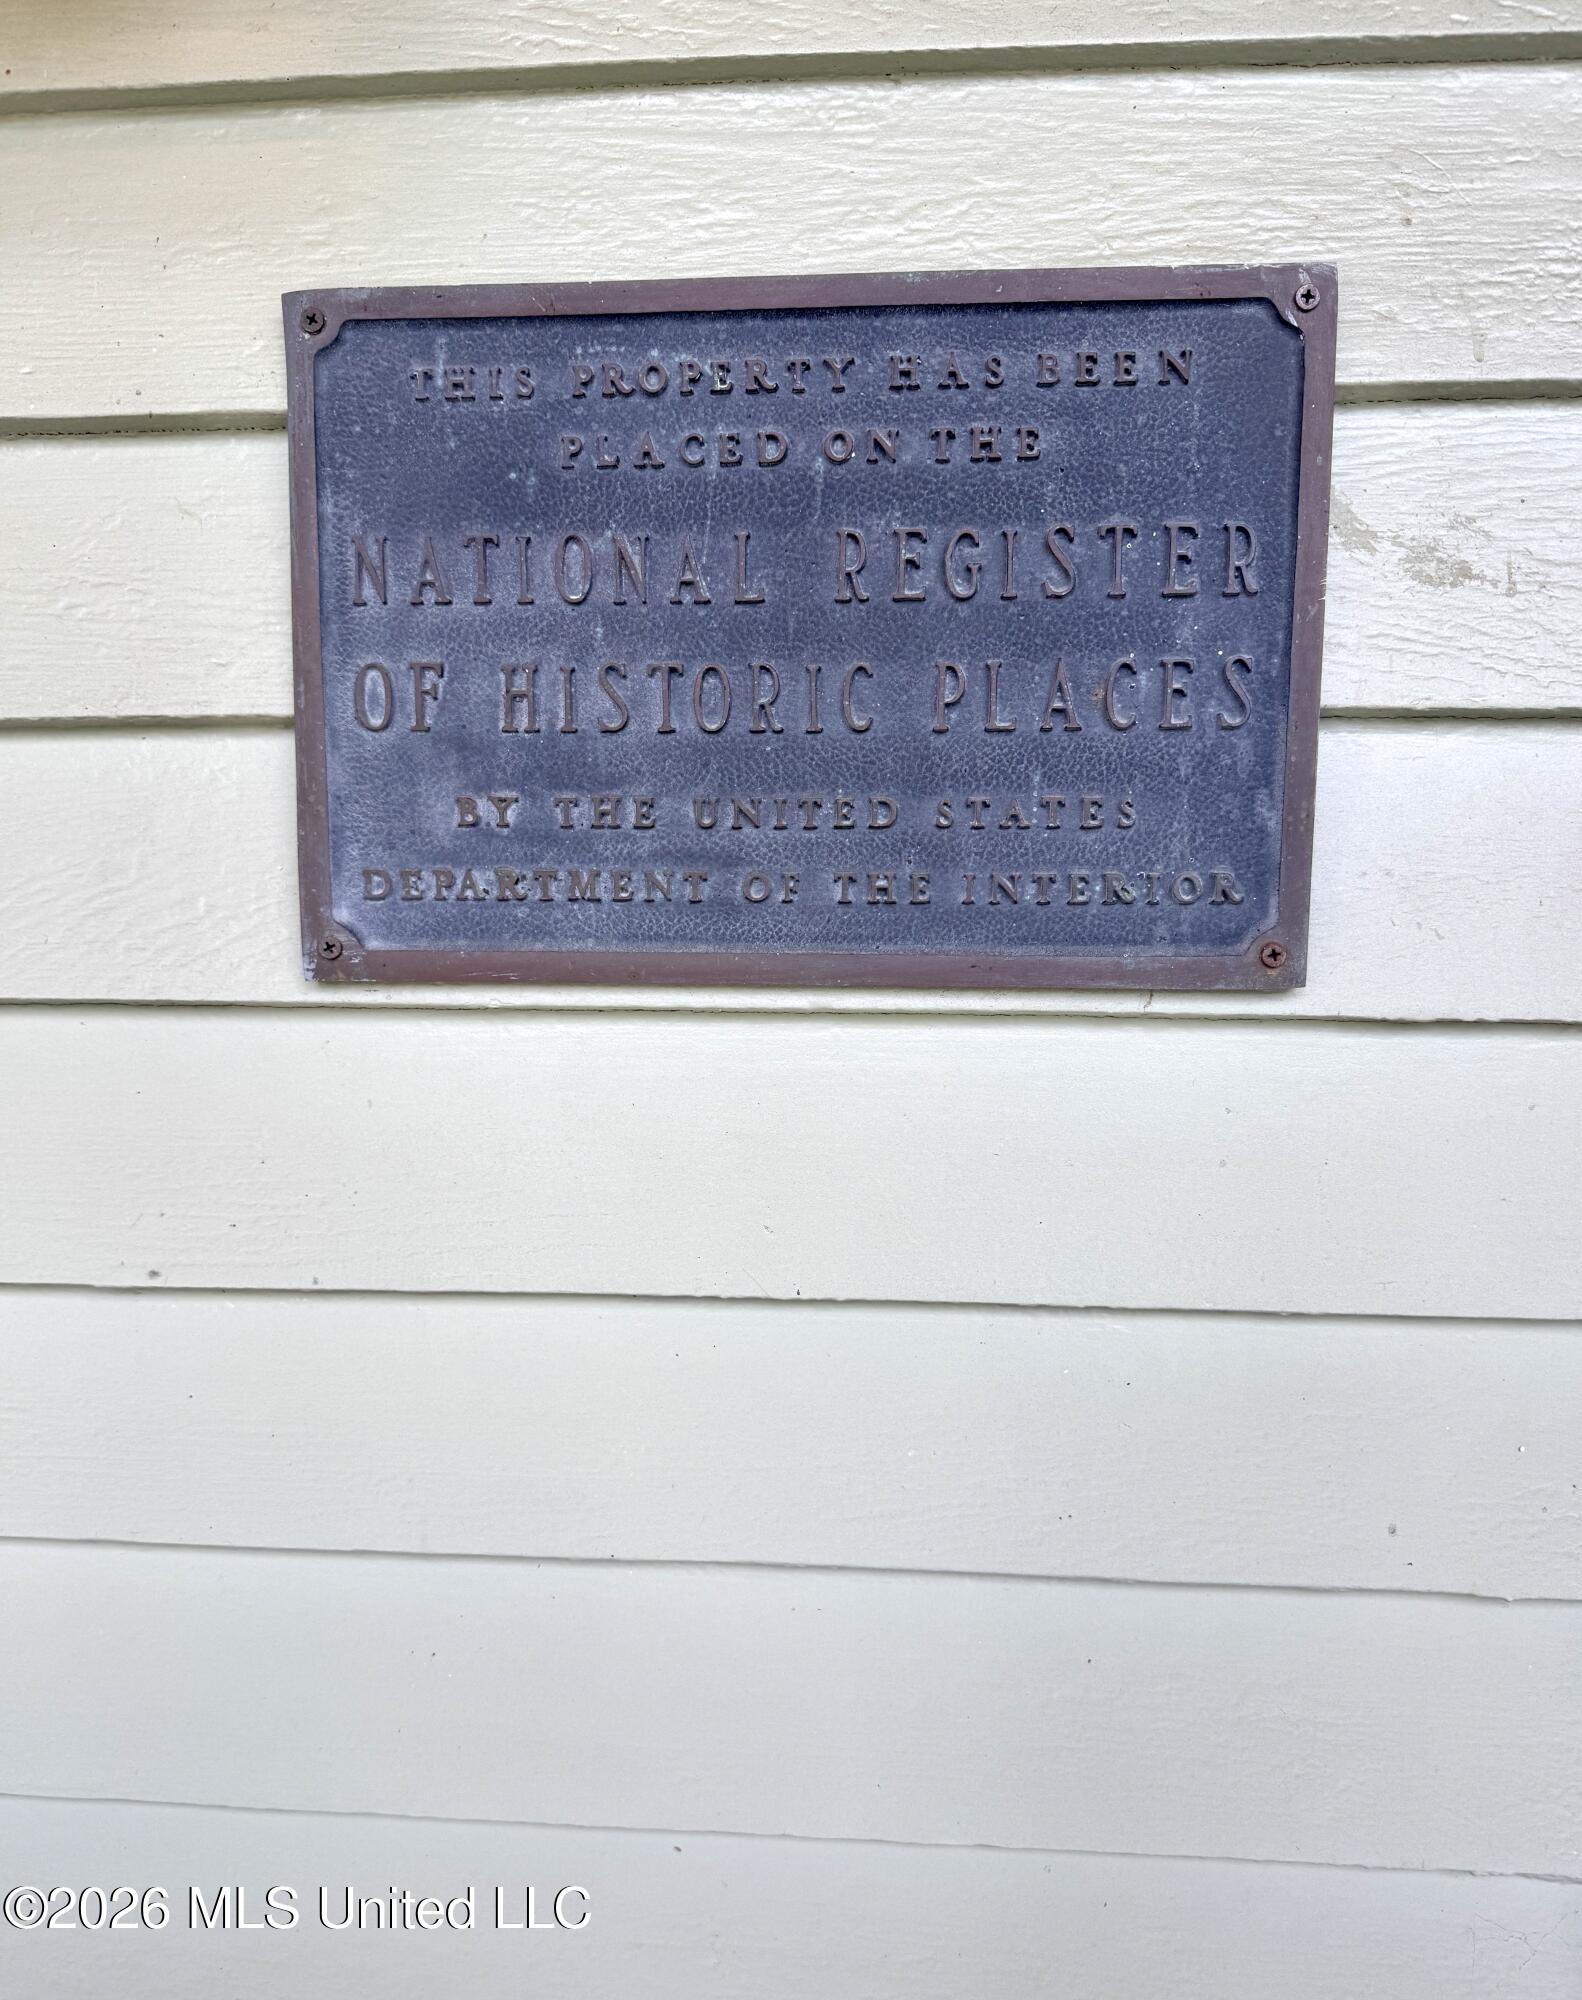 THIS PROPERTY HAS BEEN
PLACED ON THE
NATIONAL REGISTER
OF HISTORIC PLACES
BY THE UNITED STATES
DEPARTMENT OF THE INTERIOR
©2026 MLS United LLC